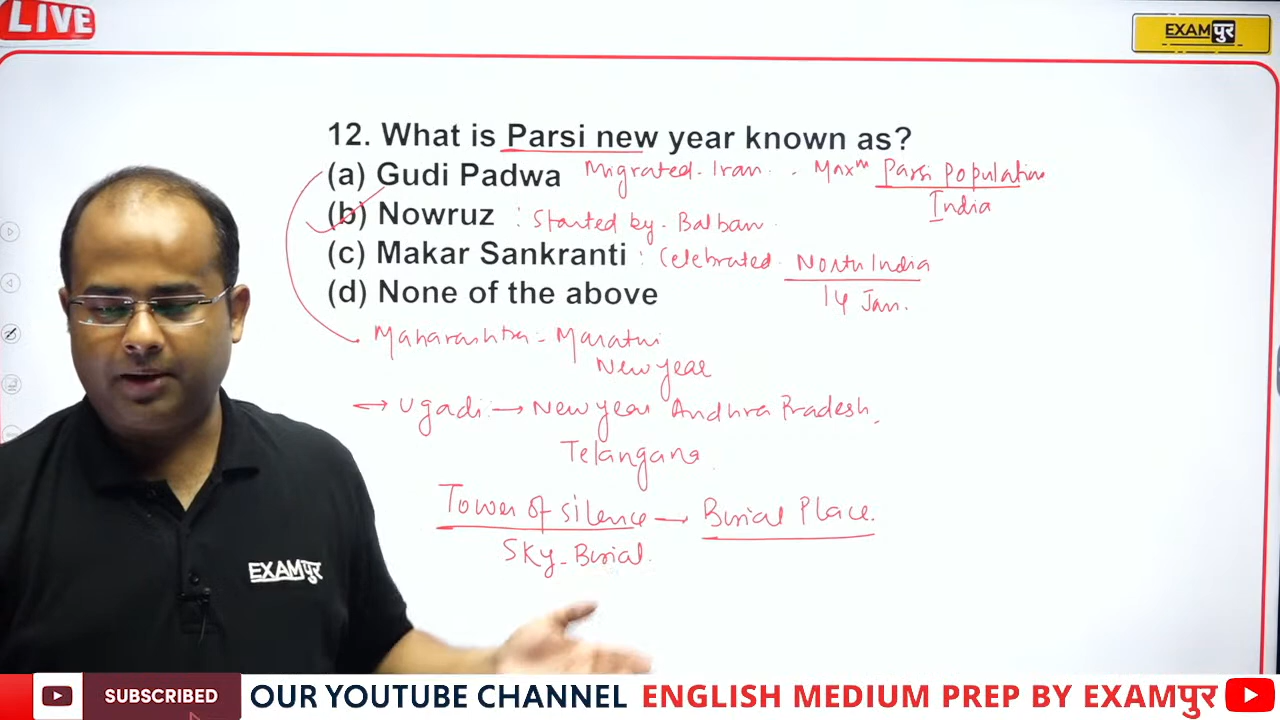 LIVE
EXAMपुर
12. What is Parsi new year known as?
(a) Gudi Padwa Migrated. Iran. . Maxm Parsi population
India
(b) Nowruz : Started by. Balban.
(c) Makar Sankranti : Celebrated. North India
14 Jan.
(d) None of the above
Maharashtra - Marathi
New year
↔ Ugadi: → New year Andhra Pradesh,
Telangana
Tower of Silence — Burial Place.
Sky-Burial.
EXAMपुर
SUBSCRIBED OUR YOUTUBE CHANNEL ENGLISH MEDIUM PREP BY EXAMपुर